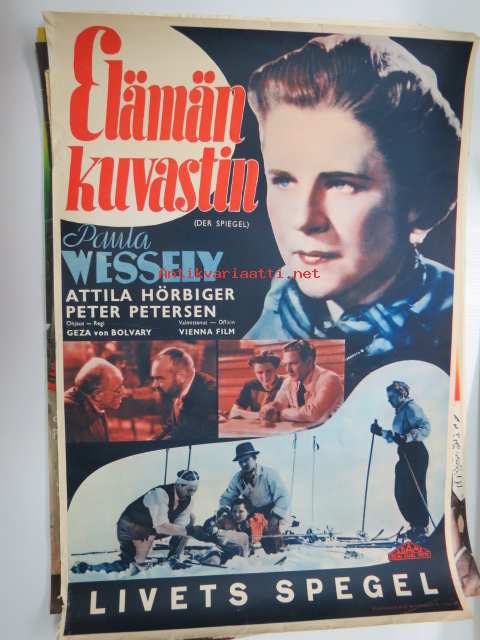 Elämän
kuvastin
(DER SPIEGEL)
Paula
WESSELY
Antikvariaatti.net
ATTILA HÖRBIGER
PETER PETERSEN
Ohjaus — Regi Valmistanut — Officin
GEZA von BOLVARY VIENNA FILM
LIVETS SPEGEL